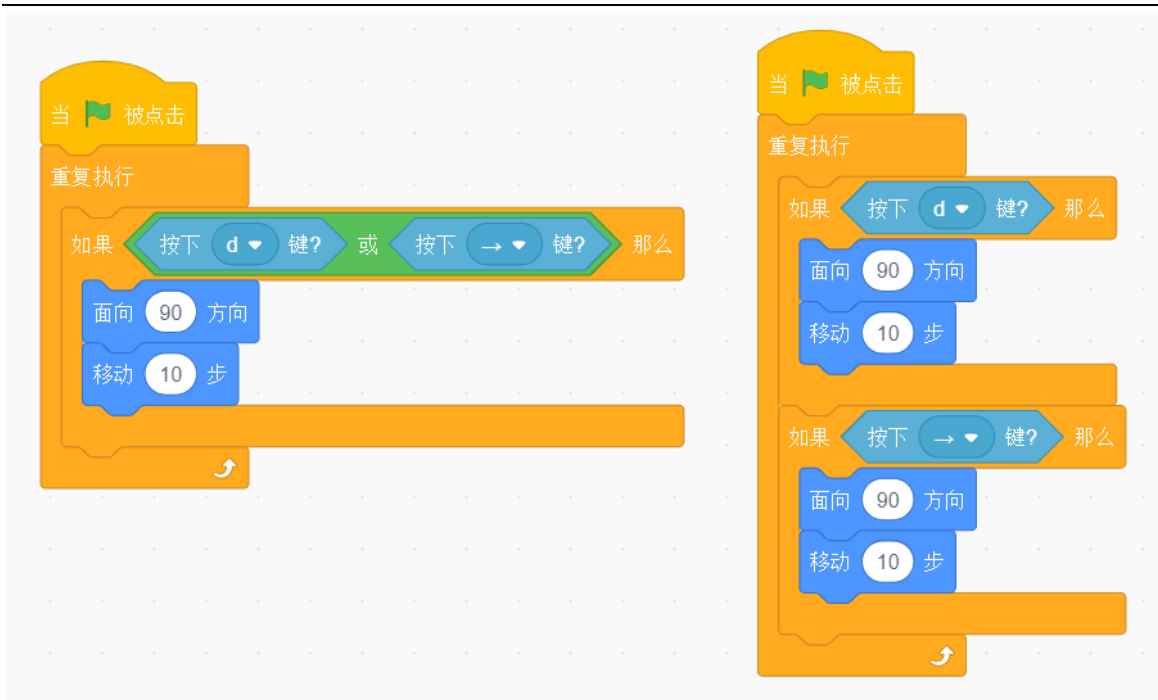 当 被点击
重复执行
如果 按下 d 键? 或 按下 → 键? 那么
面向 90 方向
移动 10 步
当 被点击
重复执行
如果 按下 d 键? 那么
面向 90 方向
移动 10 步
如果 按下 → 键? 那么
面向 90 方向
移动 10 步